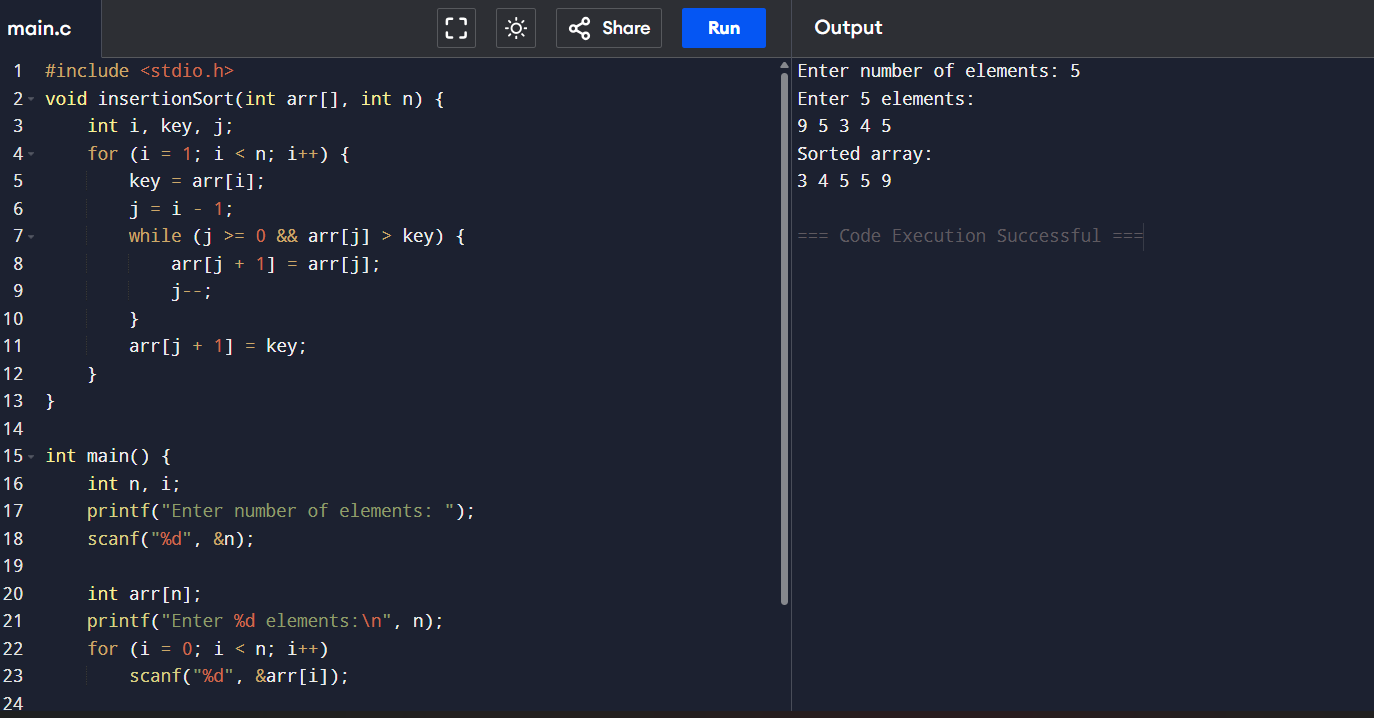 main.c
Share
Run
Output
1 #include <stdio.h>
2 void insertionSort(int arr[], int n) {
3     int i, key, j;
4     for (i = 1; i < n; i++) {
5         key = arr[i];
6         j = i - 1;
7         while (j >= 0 && arr[j] > key) {
8             arr[j + 1] = arr[j];
9             j--;
10         }
11         arr[j + 1] = key;
12     }
13 }
14
15 int main() {
16     int n, i;
17     printf("Enter number of elements: ");
18     scanf("%d", &n);
19
20     int arr[n];
21     printf("Enter %d elements:\n", n);
22     for (i = 0; i < n; i++)
23         scanf("%d", &arr[i]);
24
Enter number of elements: 5
Enter 5 elements:
9 5 3 4 5
Sorted array:
3 4 5 5 9
=== Code Execution Successful ===